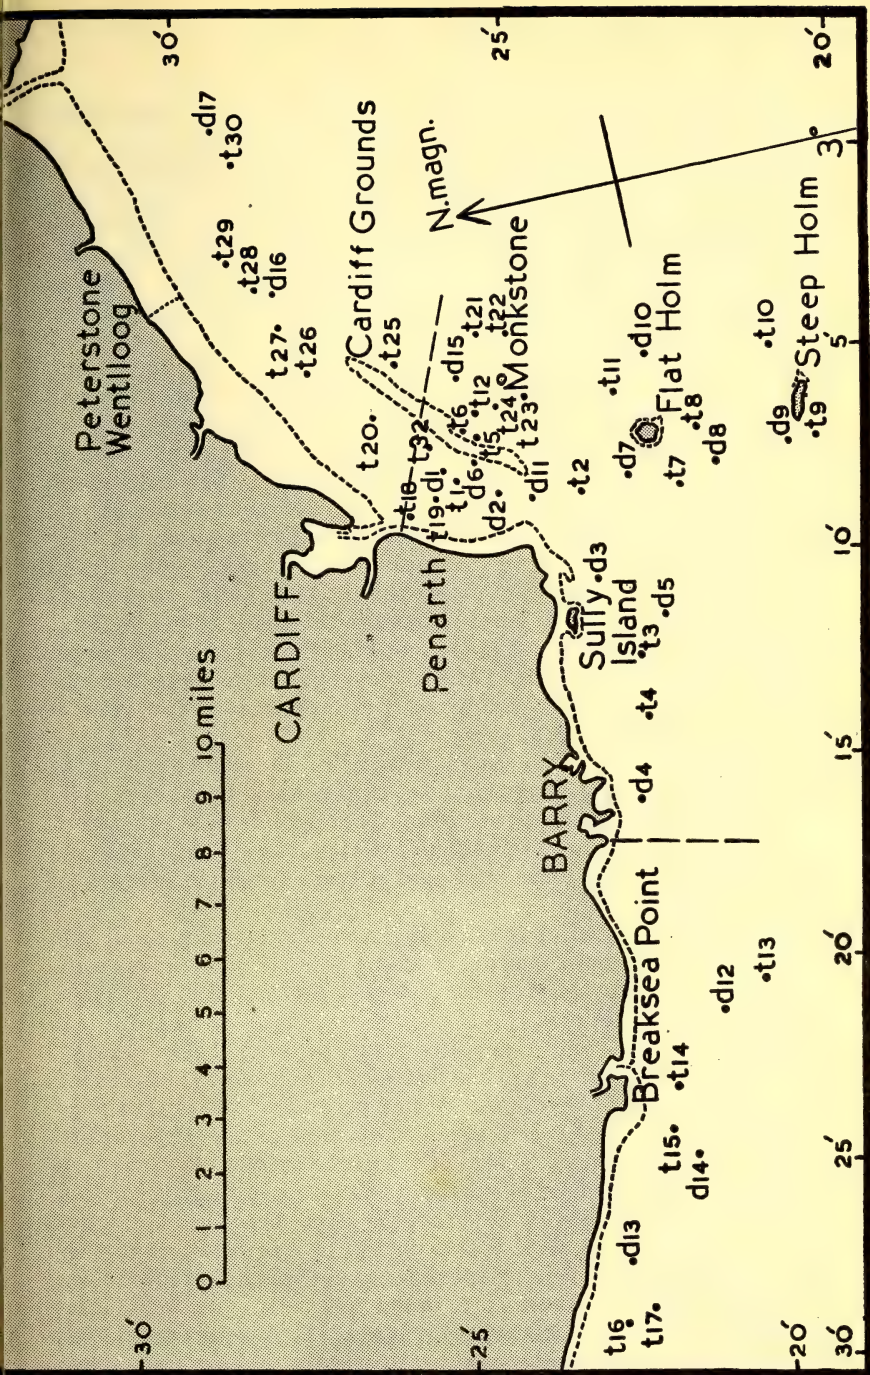 Peterstone
Wentlloog
30′
30′
10 miles
0 1 2 3 4 5 6 7 8 9
d17
t30
t29
t28
d16
t27
t26
CARDIFF
Cardiff Grounds
t20
t25
t18
t32
N.magn.
Penarth
t19
d1
t1
t6
d15
d6
t12
t21
t5
t22
d2
t24
Monkstone
t23
25′
25′
d11
BARRY
t2
Sully
Island
d3
t11
d7
d10
Flat Holm
t3
d5
t7
t8
d4
t4
d8
Breaksea Point
t16
t17
d13
t15
d14
t14
d12
t13
t10
d9
t9
Steep Holm
20′
20′
30′
25′
20′
15′
10′
5′
3°